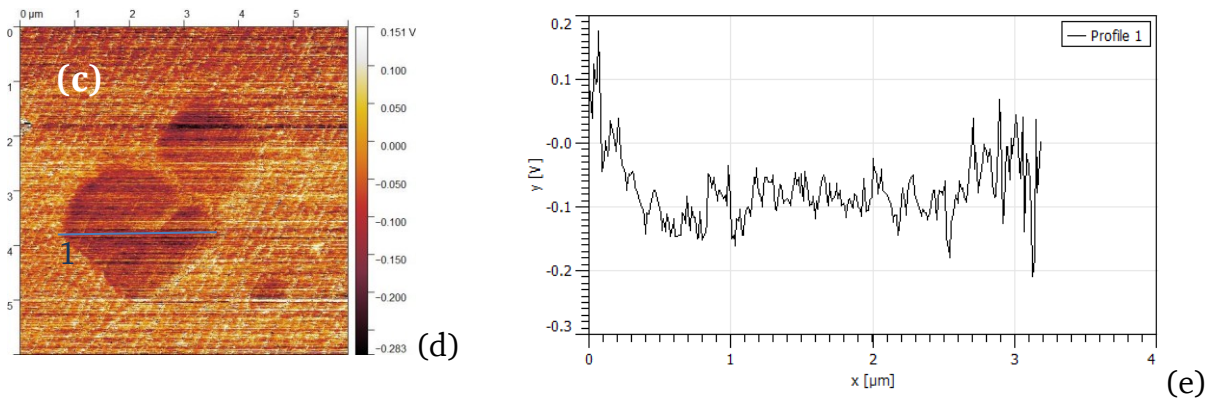 0 μm 1 2 3 4 5
0
1
2
3
4
5
(c)
1
0.151 V
0.100
0.050
0.000
−0.050
−0.100
−0.150
−0.200
−0.283
(d)
0.2
0.1
-0.0
-0.1
-0.2
-0.3
y [V]
Profile 1
0 1 2 3 4
x [μm]
(e)